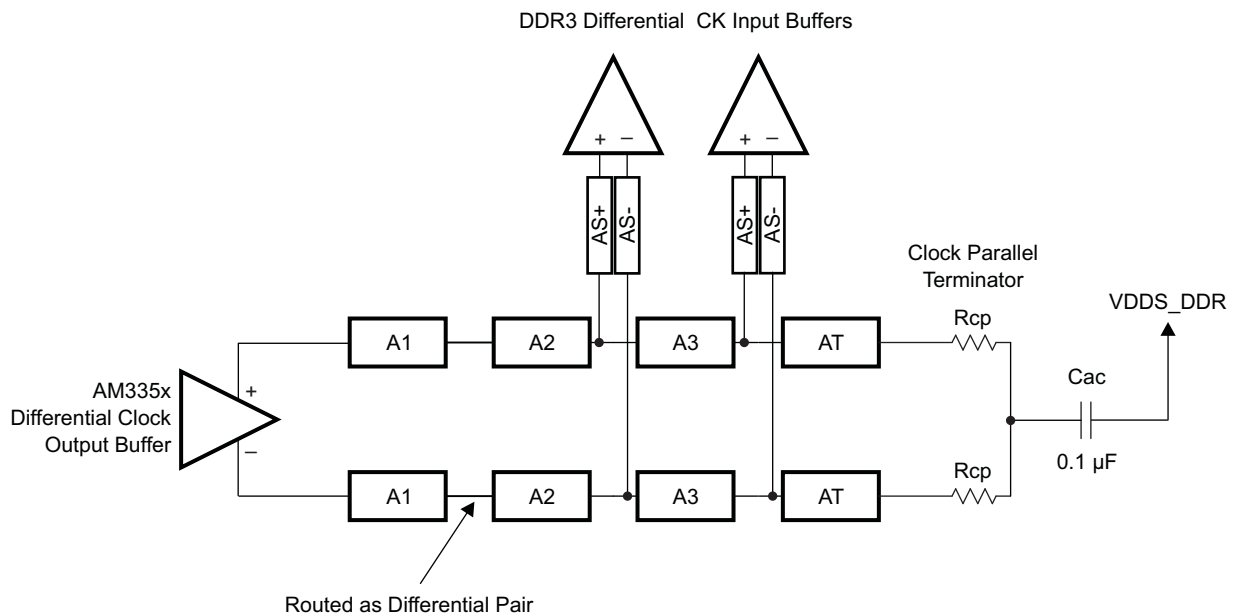 DDR3 Differential CK Input Buffers
+ − + −
AS+ AS- AS+ AS-
Clock Parallel
Terminator
VDDS_DDR
A1 A2 A3 AT Rcp
AM335x
Differential Clock
Output Buffer
+
−
Cac
0.1 µF
A1 A2 A3 AT Rcp
Routed as Differential Pair